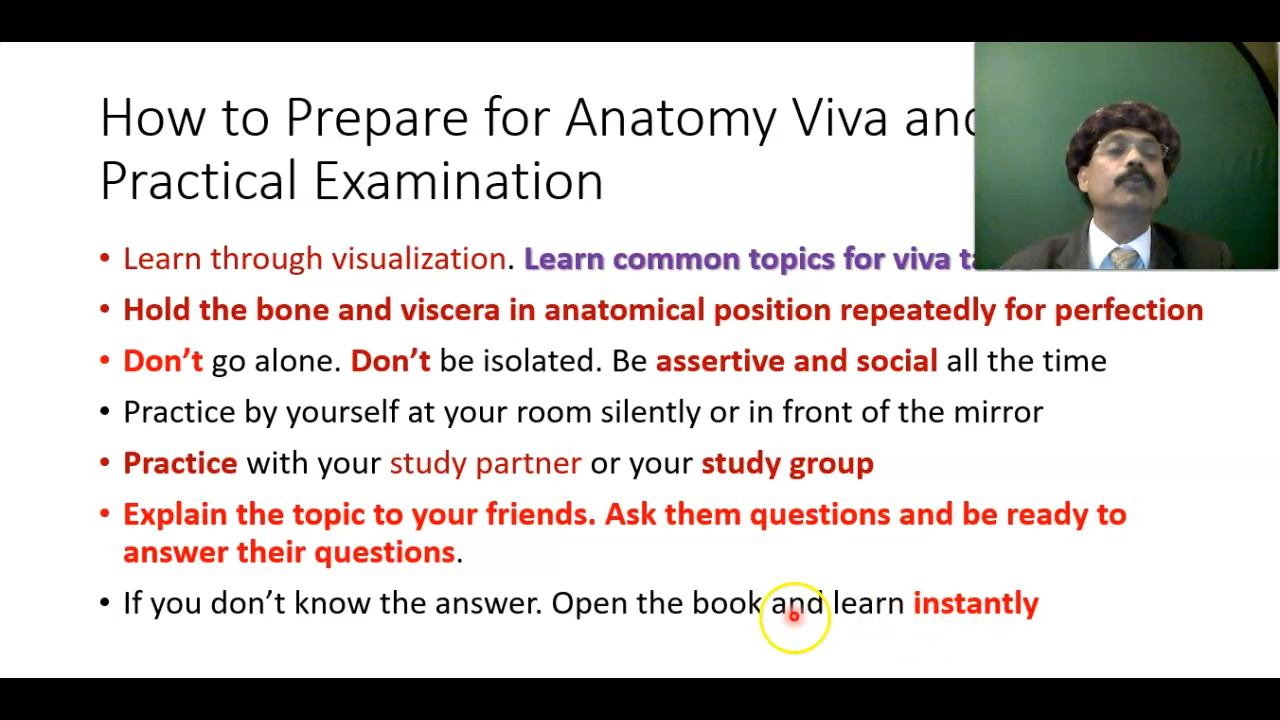 How to Prepare for Anatomy Viva and
Practical Examination
• Learn through visualization. Learn common topics for viva
• Hold the bone and viscera in anatomical position repeatedly for perfection
• Don’t go alone. Don’t be isolated. Be assertive and social all the time
• Practice by yourself at your room silently or in front of the mirror
• Practice with your study partner or your study group
• Explain the topic to your friends. Ask them questions and be ready to
answer their questions.
• If you don’t know the answer. Open the book and learn instantly